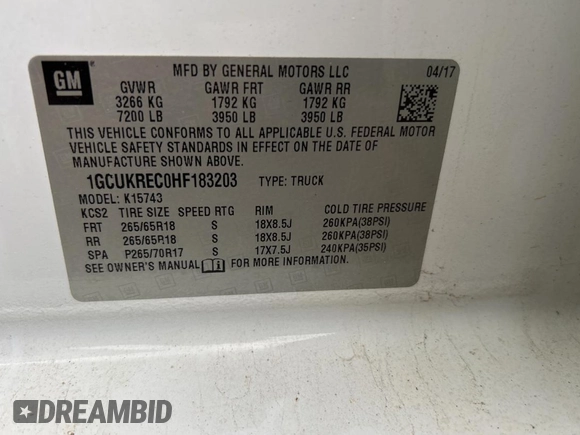 GM
MFD BY GENERAL MOTORS LLC 04/17
GVWR GAWR FRT GAWR RR
3266 KG 1792 KG 1792 KG
7200 LB 3950 LB 3950 LB
THIS VEHICLE CONFORMS TO ALL APPLICABLE U.S. FEDERAL MOTOR
VEHICLE SAFETY STANDARDS IN EFFECT ON THE DATE OF
MANUFACTURE SHOWN ABOVE.
1GCUKREC0HF183203 TYPE: TRUCK
MODEL: K15743
KCS2 TIRE SIZE SPEED RTG RIM COLD TIRE PRESSURE
FRT 265/65R18 S 18X8.5J 260KPA(38PSI)
RR 265/65R18 S 18X8.5J 260KPA(38PSI)
SPA P265/70R17 S 17X7.5J 240KPA(35PSI)
SEE OWNER'S MANUAL FOR MORE INFORMATION.
DREAMBID